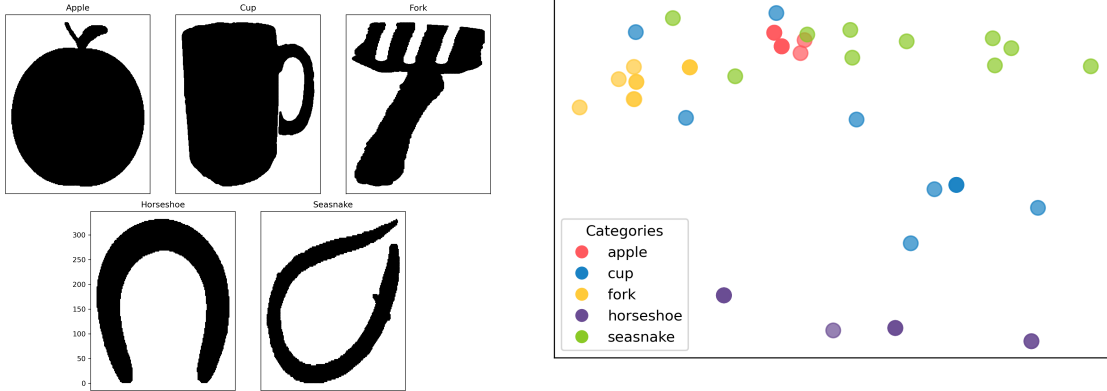 Apple
Cup
Fork
Horseshoe
Seasnake
300
250
200
150
100
50
0
Categories
apple
cup
fork
horseshoe
seasnake